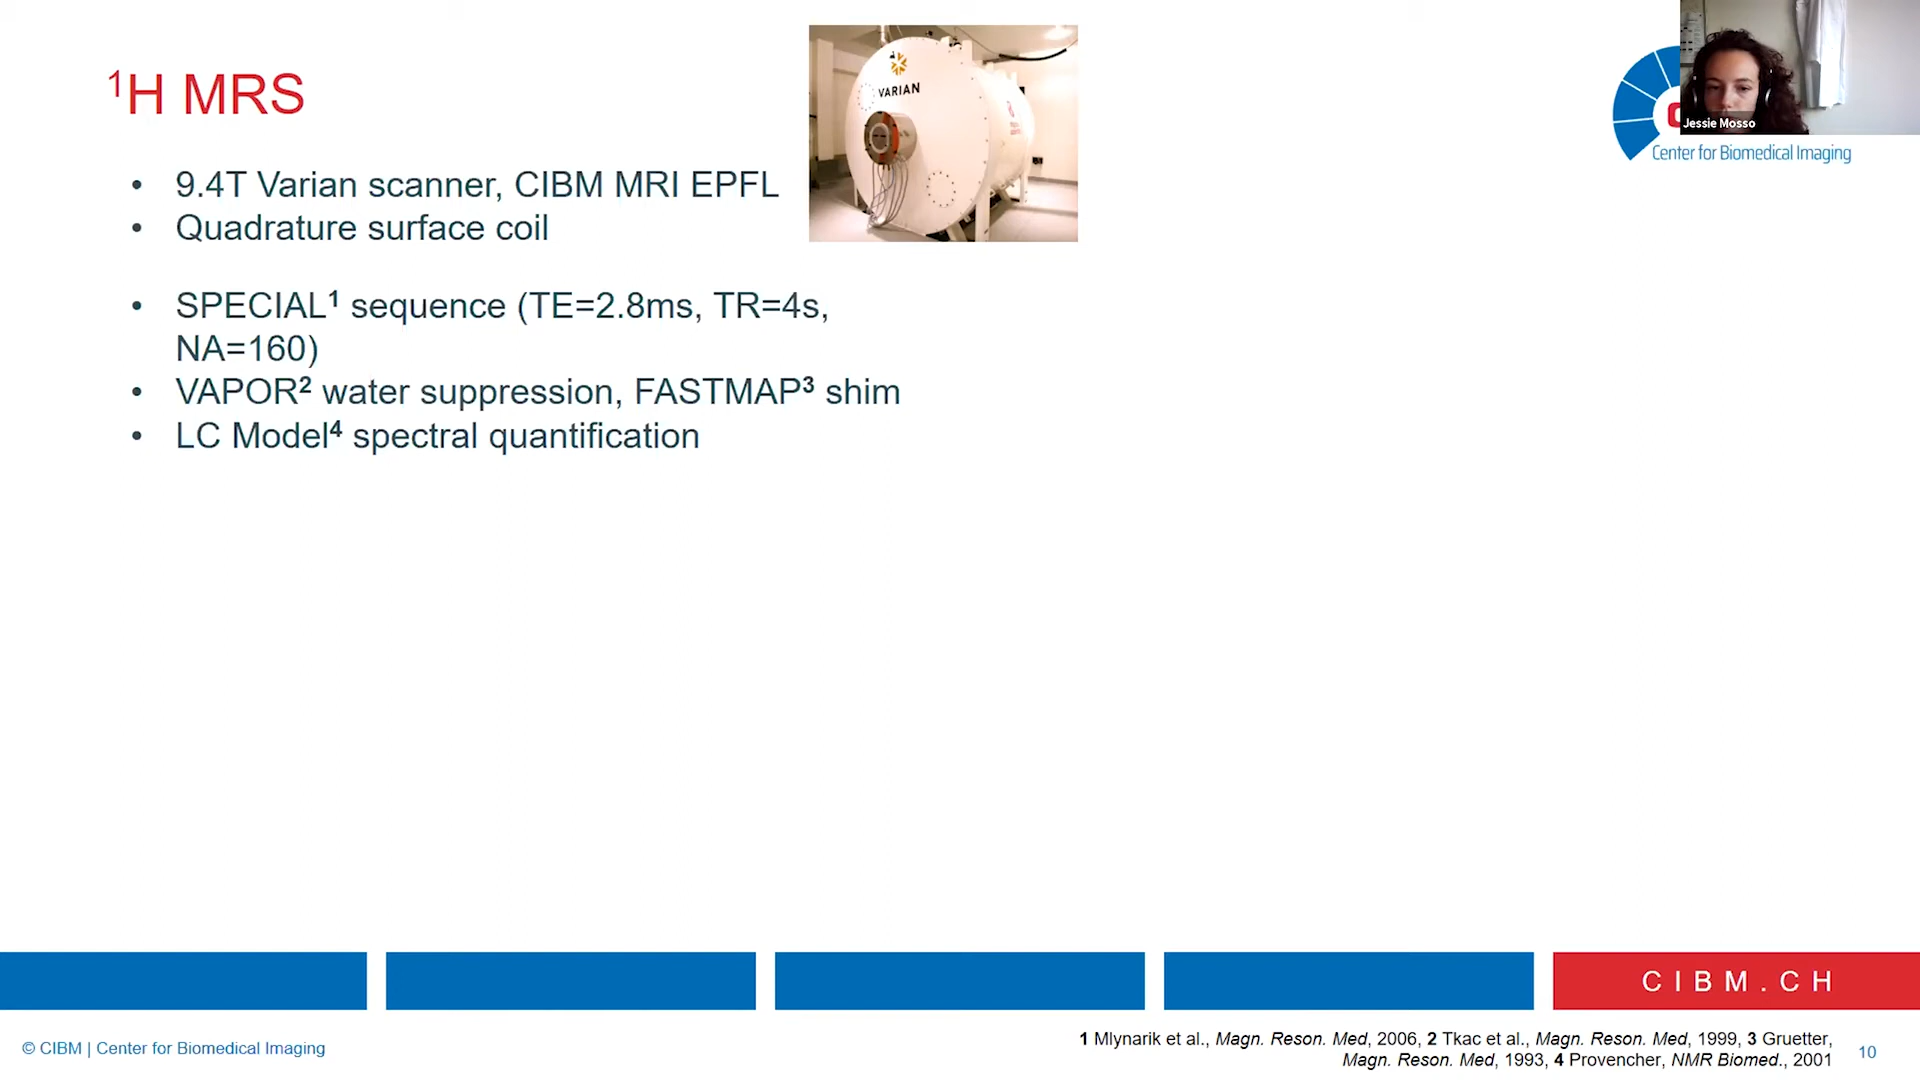 ¹H MRS
VARIAN
Jessie Mosso
Center for Biomedical Imaging
• 9.4T Varian scanner, CIBM MRI EPFL
• Quadrature surface coil
• SPECIAL¹ sequence (TE=2.8ms, TR=4s,
NA=160)
• VAPOR² water suppression, FASTMAP³ shim
• LC Model⁴ spectral quantification
CIBM.CH
© CIBM | Center for Biomedical Imaging
1 Mlynarik et al., Magn. Reson. Med, 2006, 2 Tkac et al., Magn. Reson. Med, 1999, 3 Gruetter,
Magn. Reson. Med, 1993, 4 Provencher, NMR Biomed., 2001
10